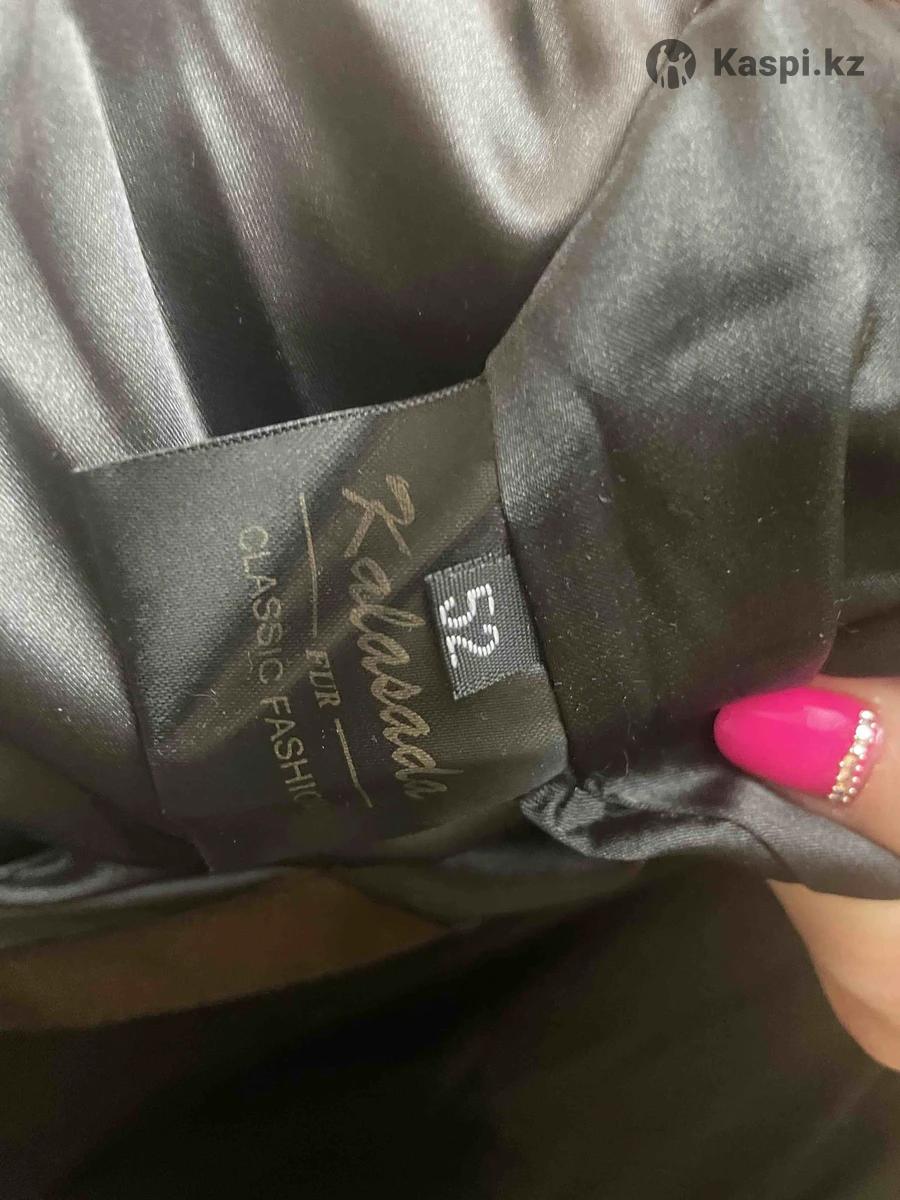 Kaspi.kz
52
Kalasada
FUR
CLASSIC FASHIO